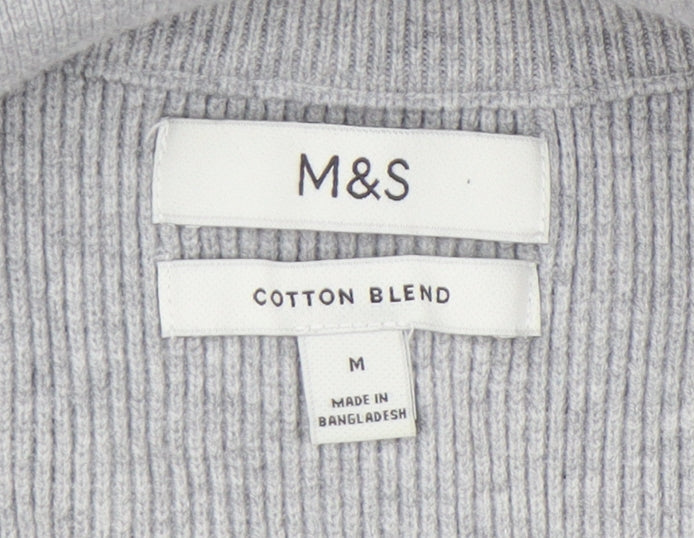 M&S
COTTON BLEND
M
MADE IN
BANGLADESH